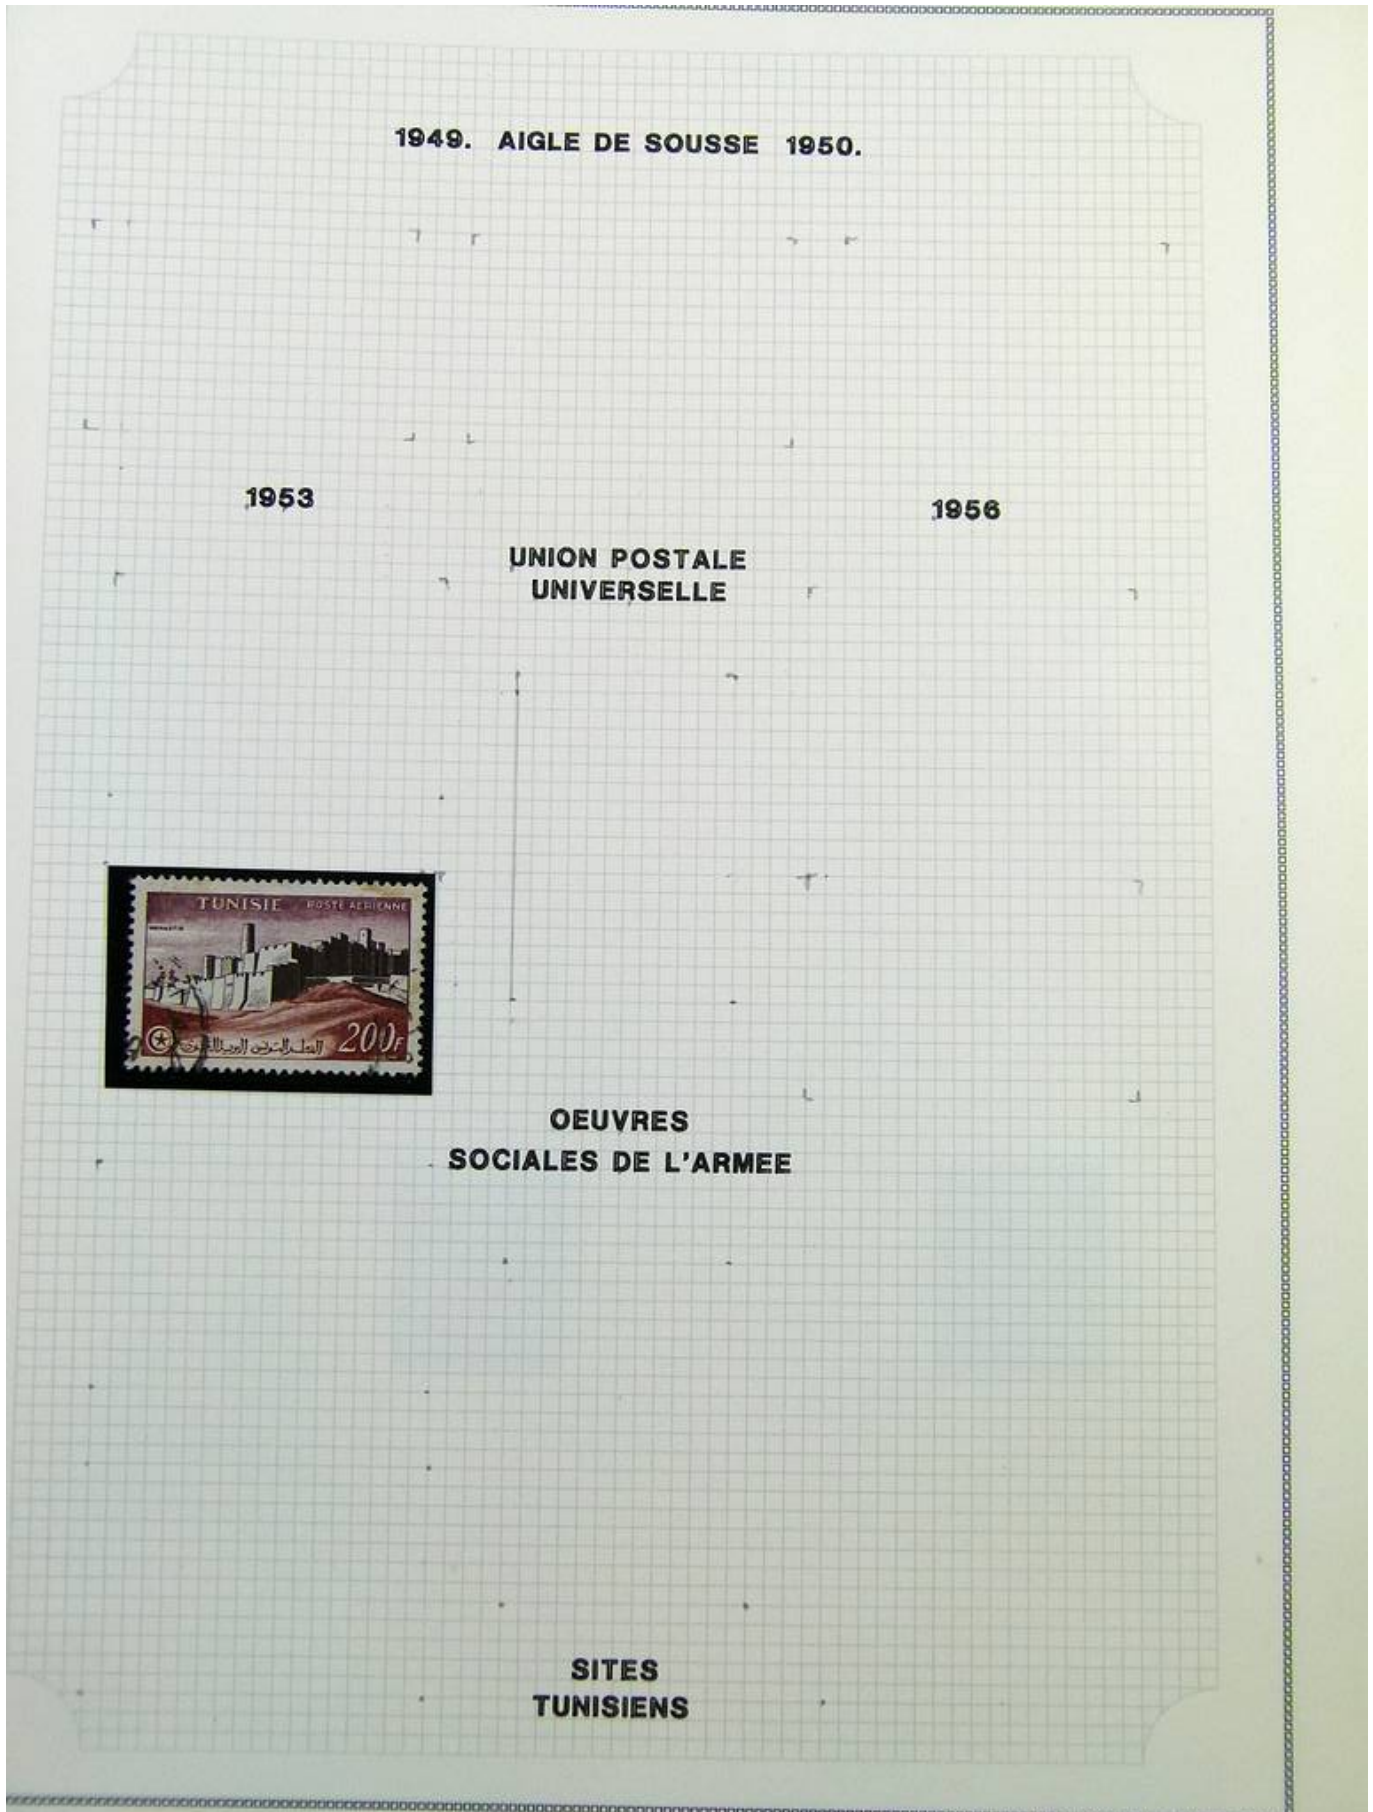 1949. AIGLE DE SOUSSE 1950.
1953
1956
UNION POSTALE
UNIVERSELLE
TUNISIE POSTE AERIENNE
200F
OEUVRES
SOCIALES DE L'ARMEE
SITES
TUNISIENS